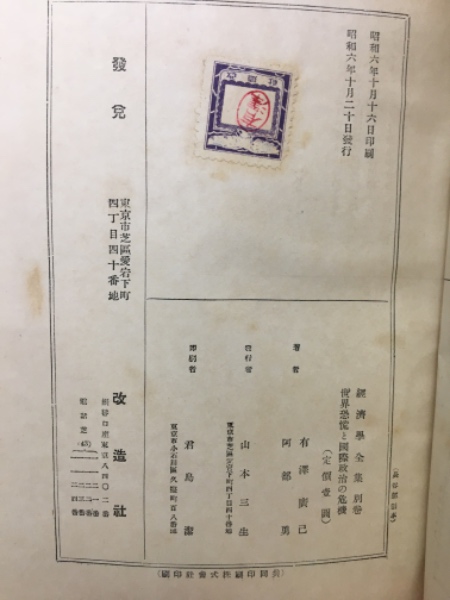 昭和六年十月十六日印刷
昭和六年十月二十日發行
經濟學全集別卷
世界恐慌と國際政治の危機
（定價壹圓）
著者
有澤廣己
阿部勇
發行者
山本三生
印刷者
君島潔
發兌
東京市芝區愛宕下町
四丁目四十番地
改造社